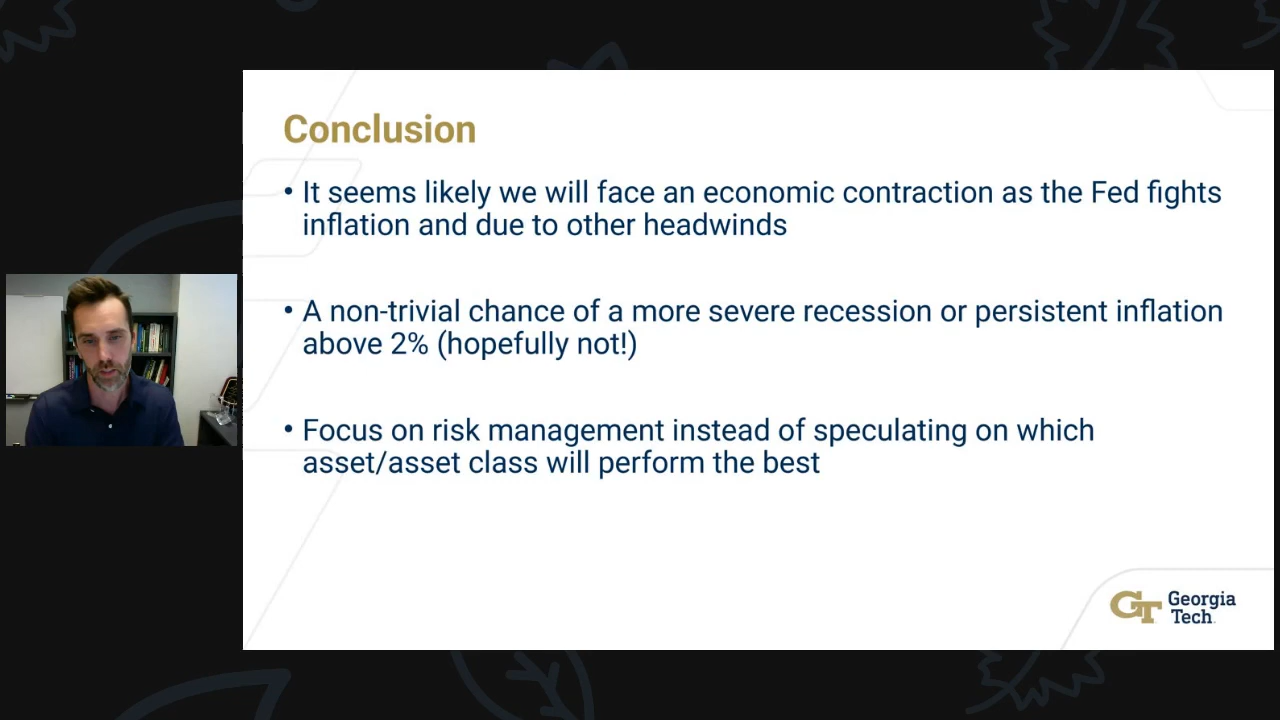 Conclusion
• It seems likely we will face an economic contraction as the Fed fights
inflation and due to other headwinds
• A non-trivial chance of a more severe recession or persistent inflation
above 2% (hopefully not!)
• Focus on risk management instead of speculating on which
asset/asset class will perform the best
GT Georgia
Tech